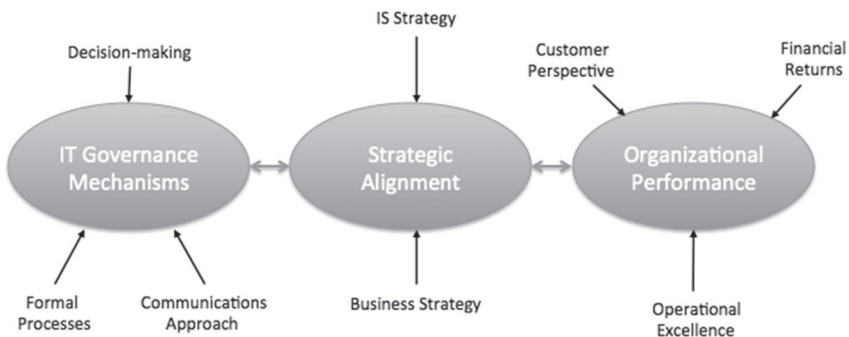 IS Strategy
Decision-making
Customer
Perspective
Financial
Returns
IT Governance
Mechanisms
Strategic
Alignment
Organizational
Performance
Formal
Processes
Communications
Approach
Business Strategy
Operational
Excellence